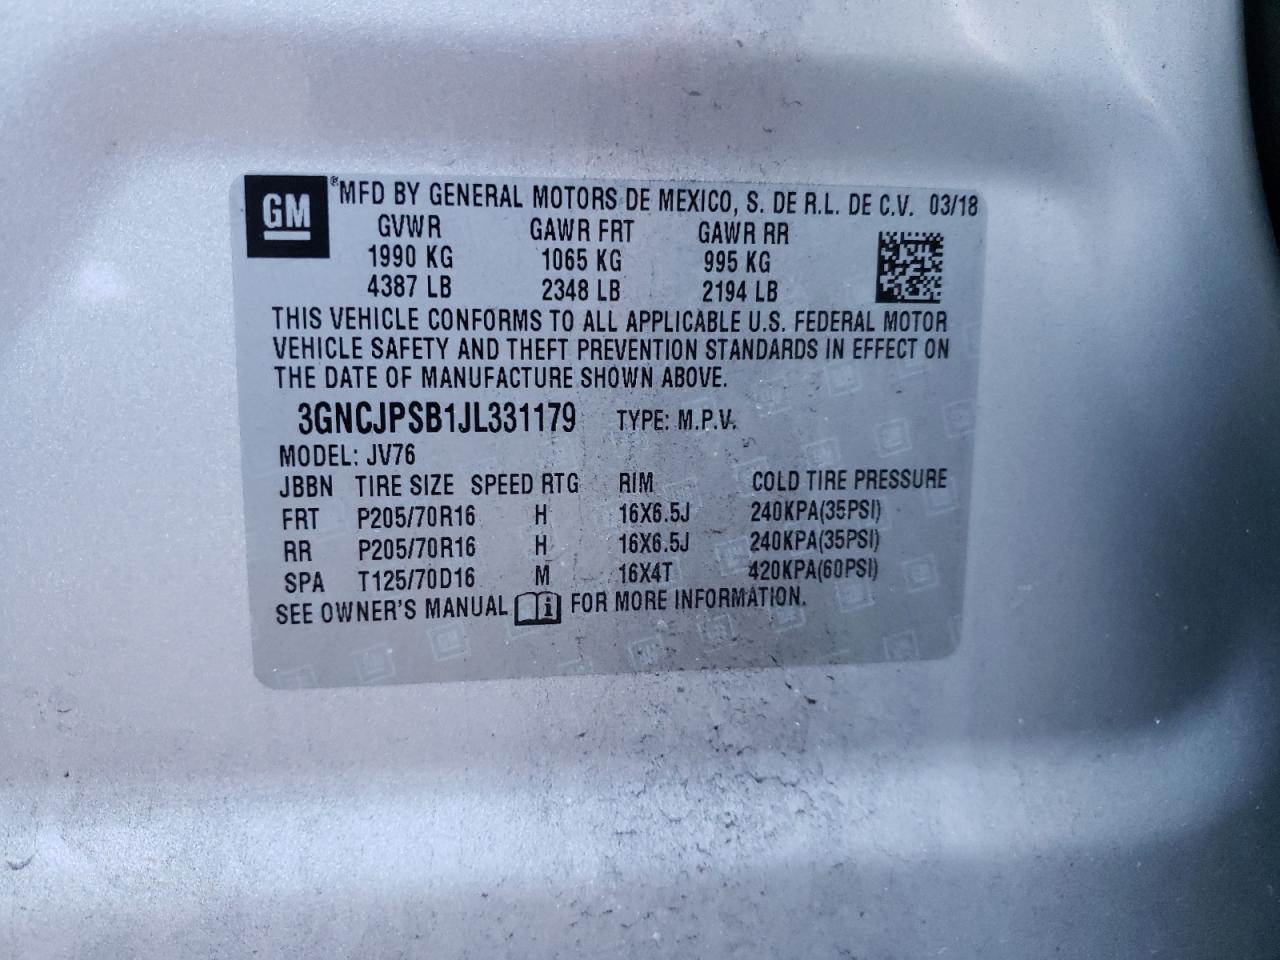 GM ® MFD BY GENERAL MOTORS DE MEXICO, S. DE R.L. DE C.V. 03/18
GVWR GAWR FRT GAWR RR
1990 KG 1065 KG 995 KG
4387 LB 2348 LB 2194 LB
THIS VEHICLE CONFORMS TO ALL APPLICABLE U.S. FEDERAL MOTOR
VEHICLE SAFETY AND THEFT PREVENTION STANDARDS IN EFFECT ON
THE DATE OF MANUFACTURE SHOWN ABOVE.
3GNCJPSB1JL331179 TYPE: M.P.V.
MODEL: JV76
JBBN TIRE SIZE SPEED RTG RIM COLD TIRE PRESSURE
FRT P205/70R16 H 16X6.5J 240KPA(35PSI)
RR P205/70R16 H 16X6.5J 240KPA(35PSI)
SPA T125/70D16 M 16X4T 420KPA(60PSI)
SEE OWNER'S MANUAL i FOR MORE INFORMATION.